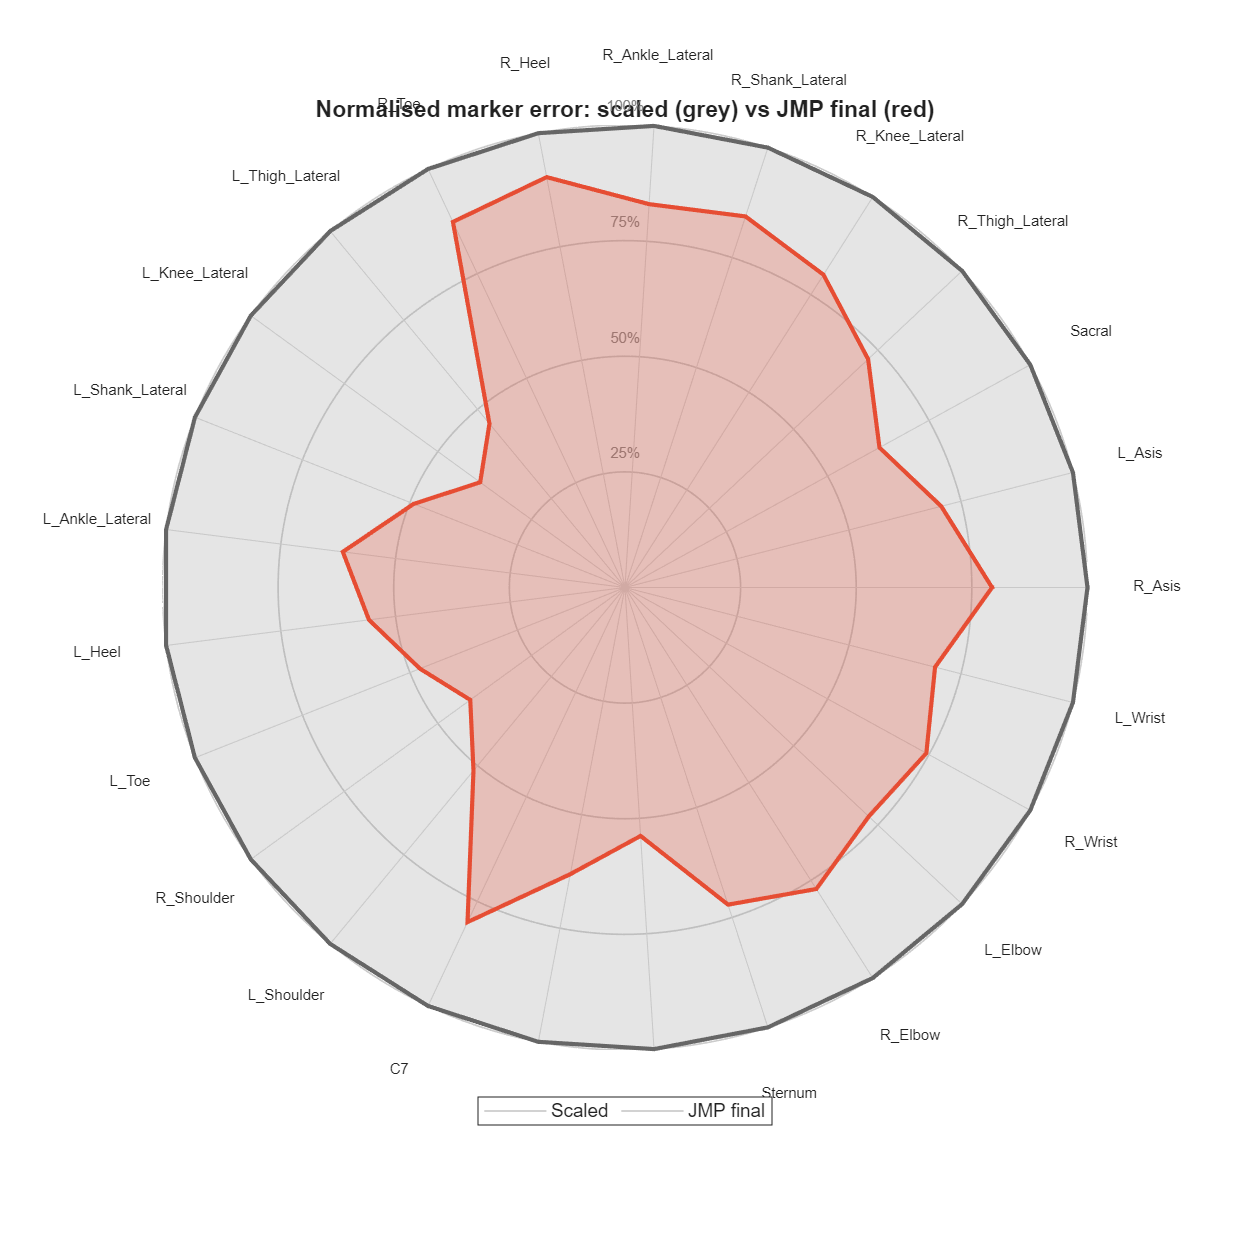 R_Ankle_Lateral
R_Heel
R_Shank_Lateral
R_Toe
100%
Normalised marker error: scaled (grey) vs JMP final (red)
R_Knee_Lateral
L_Thigh_Lateral
75%
R_Thigh_Lateral
L_Knee_Lateral
50%
Sacral
L_Shank_Lateral
25%
L_Asis
L_Ankle_Lateral
R_Asis
L_Heel
L_Wrist
L_Toe
R_Wrist
R_Shoulder
L_Elbow
L_Shoulder
R_Elbow
C7
Sternum
Scaled
JMP final